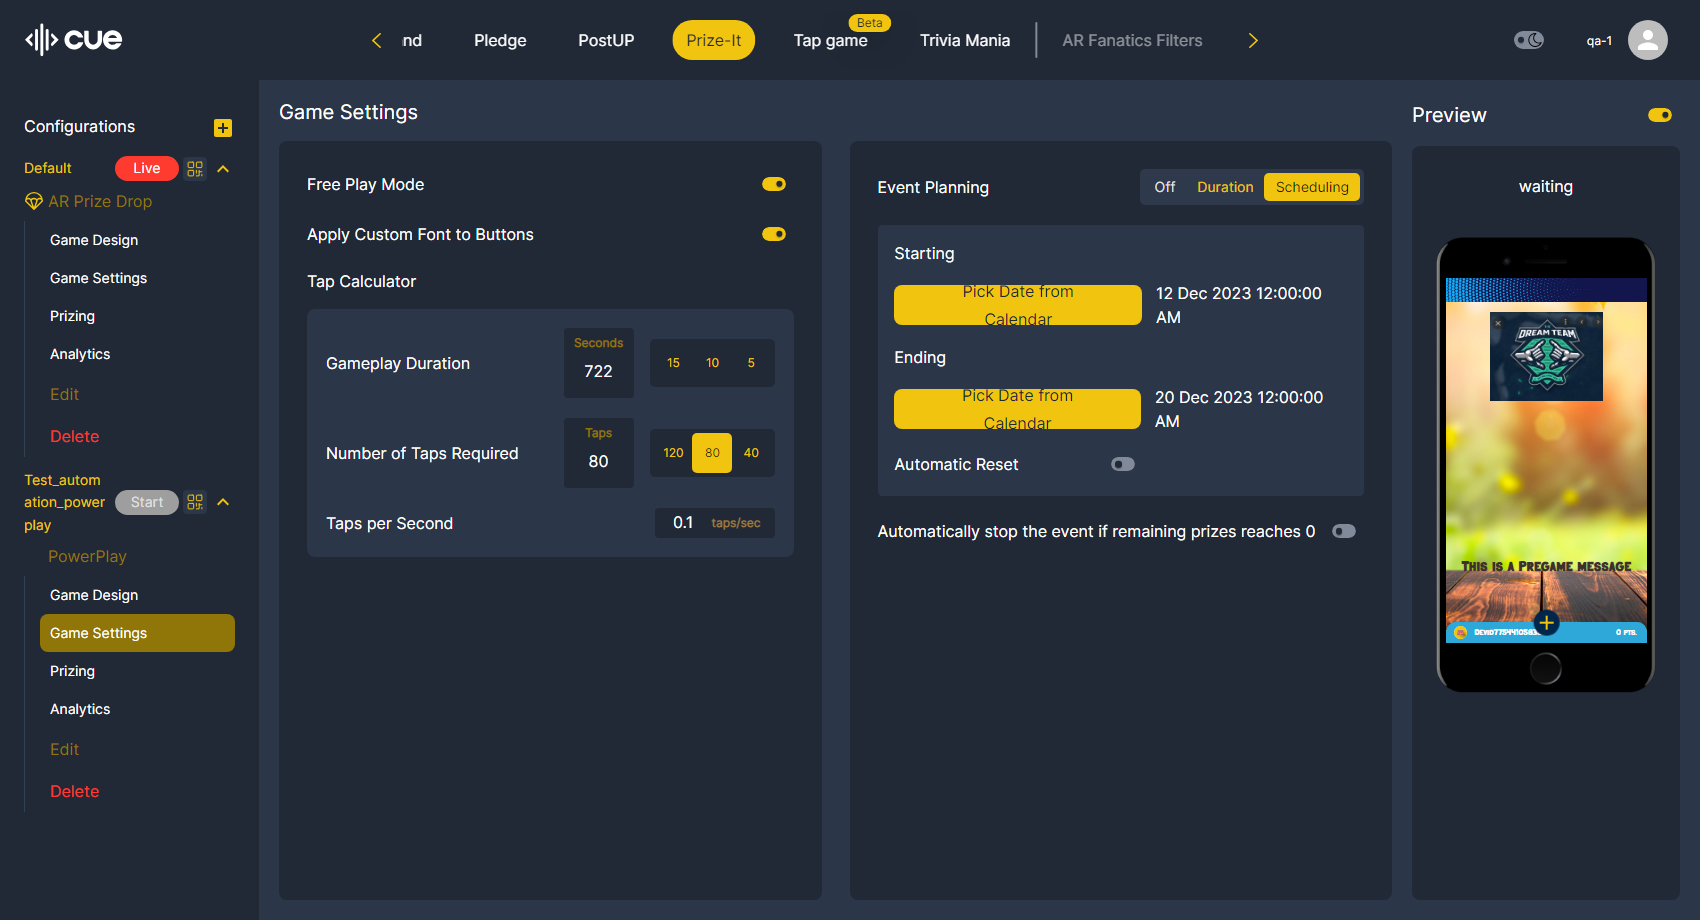 cue
nd
Pledge
PostUP
Prize-It
Beta
Tap game
Trivia Mania
AR Fanatics Filters
qa-1
Configurations
Default
Live
AR Prize Drop
Game Design
Game Settings
Prizing
Analytics
Edit
Delete
Test_autom
ation_power
play
Start
PowerPlay
Game Design
Game Settings
Prizing
Analytics
Edit
Delete
Game Settings
Free Play Mode
Apply Custom Font to Buttons
Tap Calculator
Gameplay Duration
Seconds
722
15 10 5
Number of Taps Required
Taps
80
120 80 40
Taps per Second
0.1 taps/sec
Event Planning
Off Duration Scheduling
Starting
Pick Date from
Calendar
12 Dec 2023 12:00:00
AM
Ending
Pick Date from
Calendar
20 Dec 2023 12:00:00
AM
Automatic Reset
Automatically stop the event if remaining prizes reaches 0
Preview
waiting
DREAM TEAM
This is a Pregame message
0 pts.